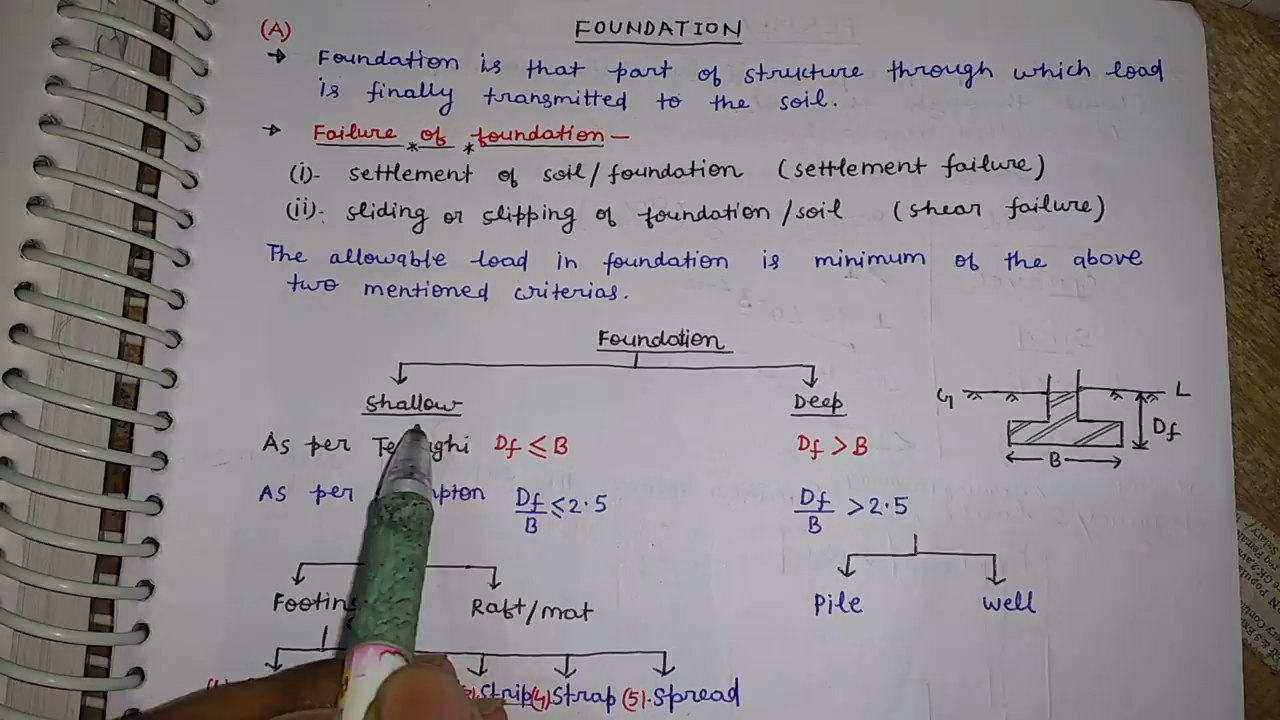 (A) FOUNDATION
→ Foundation is that part of structure through which load
is finally transmitted to the soil.
→ Failure of foundation –
(i)- settlement of soil/foundation (settlement failure)
(ii)- sliding or slipping of foundation/soil (shear failure)
The allowable load in foundation is minimum of the above
two mentioned criterias.
Foundation
Shallow Deep
G L
As per Df ≤ B Df > B
Df
B
As per Df/B ≤ 2.5 Df/B > 2.5
Footing Raft/mat Pile Well
Strip (4) Strap (5). Spread